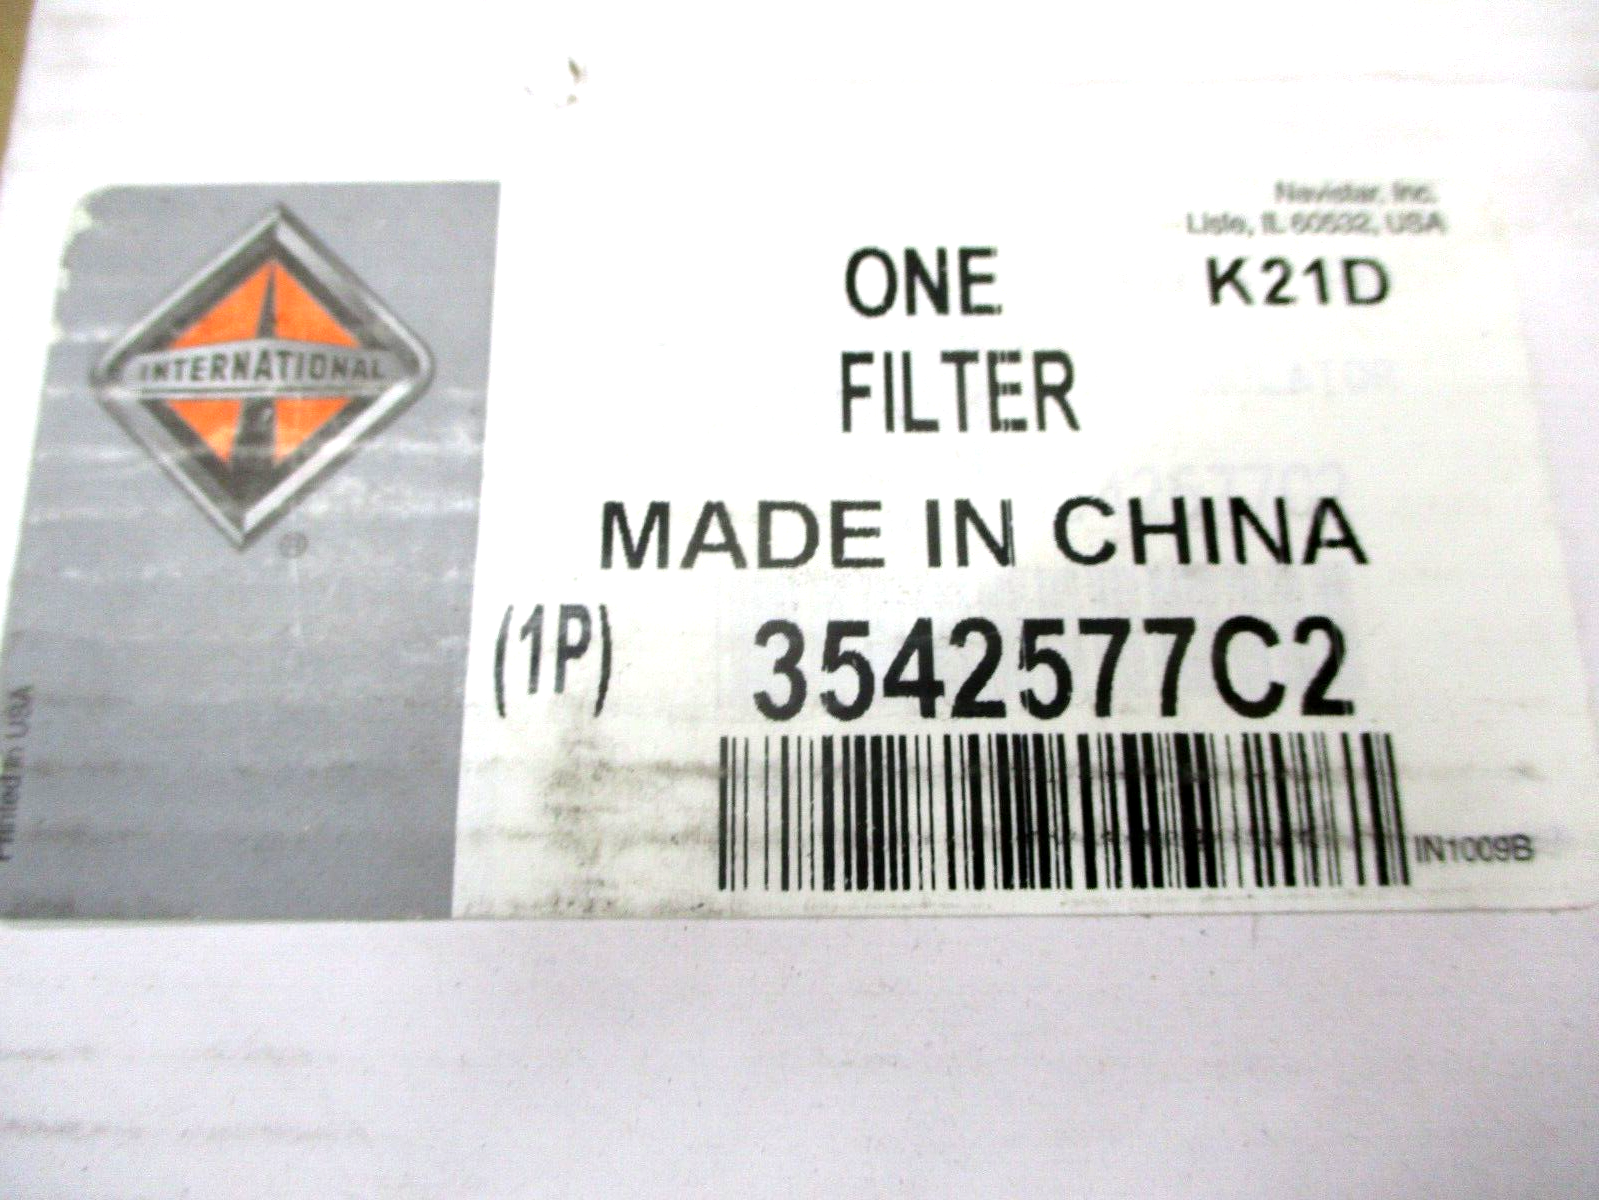 Navistar, Inc.
Lisle, IL 60532, USA
INTERNATIONAL
®
ONE
K21D
FILTER
MADE IN CHINA
(1P) 3542577C2
IN1009B
Printed in USA